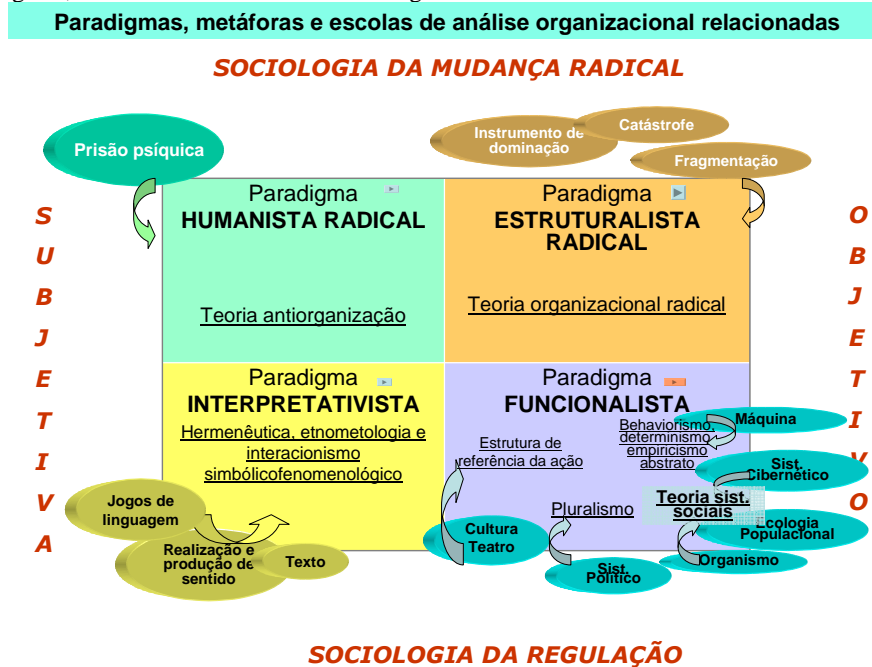 Paradigmas, metáforas e escolas de análise organizacional relacionadas
SOCIOLOGIA DA MUDANÇA RADICAL
Prisão psíquica
Instrumento de
dominação
Catástrofe
Fragmentação
SUBJETIVA
OBJETIVO
Paradigma
HUMANISTA RADICAL
Teoria antiorganização
Paradigma
ESTRUTURALISTA
RADICAL
Teoria organizacional radical
Paradigma
INTERPRETATIVISTA
Hermenêutica, etnometologia e
interacionismo
simbólicofenomenológico
Jogos de
linguagem
Realização e
produção de
sentido
Texto
Paradigma
FUNCIONALISTA
Estrutura de
referência da ação
Behaviorismo,
determinismo
empiricismo
abstrato
Máquina
Sist.
Cibernético
Pluralismo
Teoria sist.
sociais
Ecologia
Populacional
Cultura
Teatro
Sist.
Político
Organismo
SOCIOLOGIA DA REGULAÇÃO